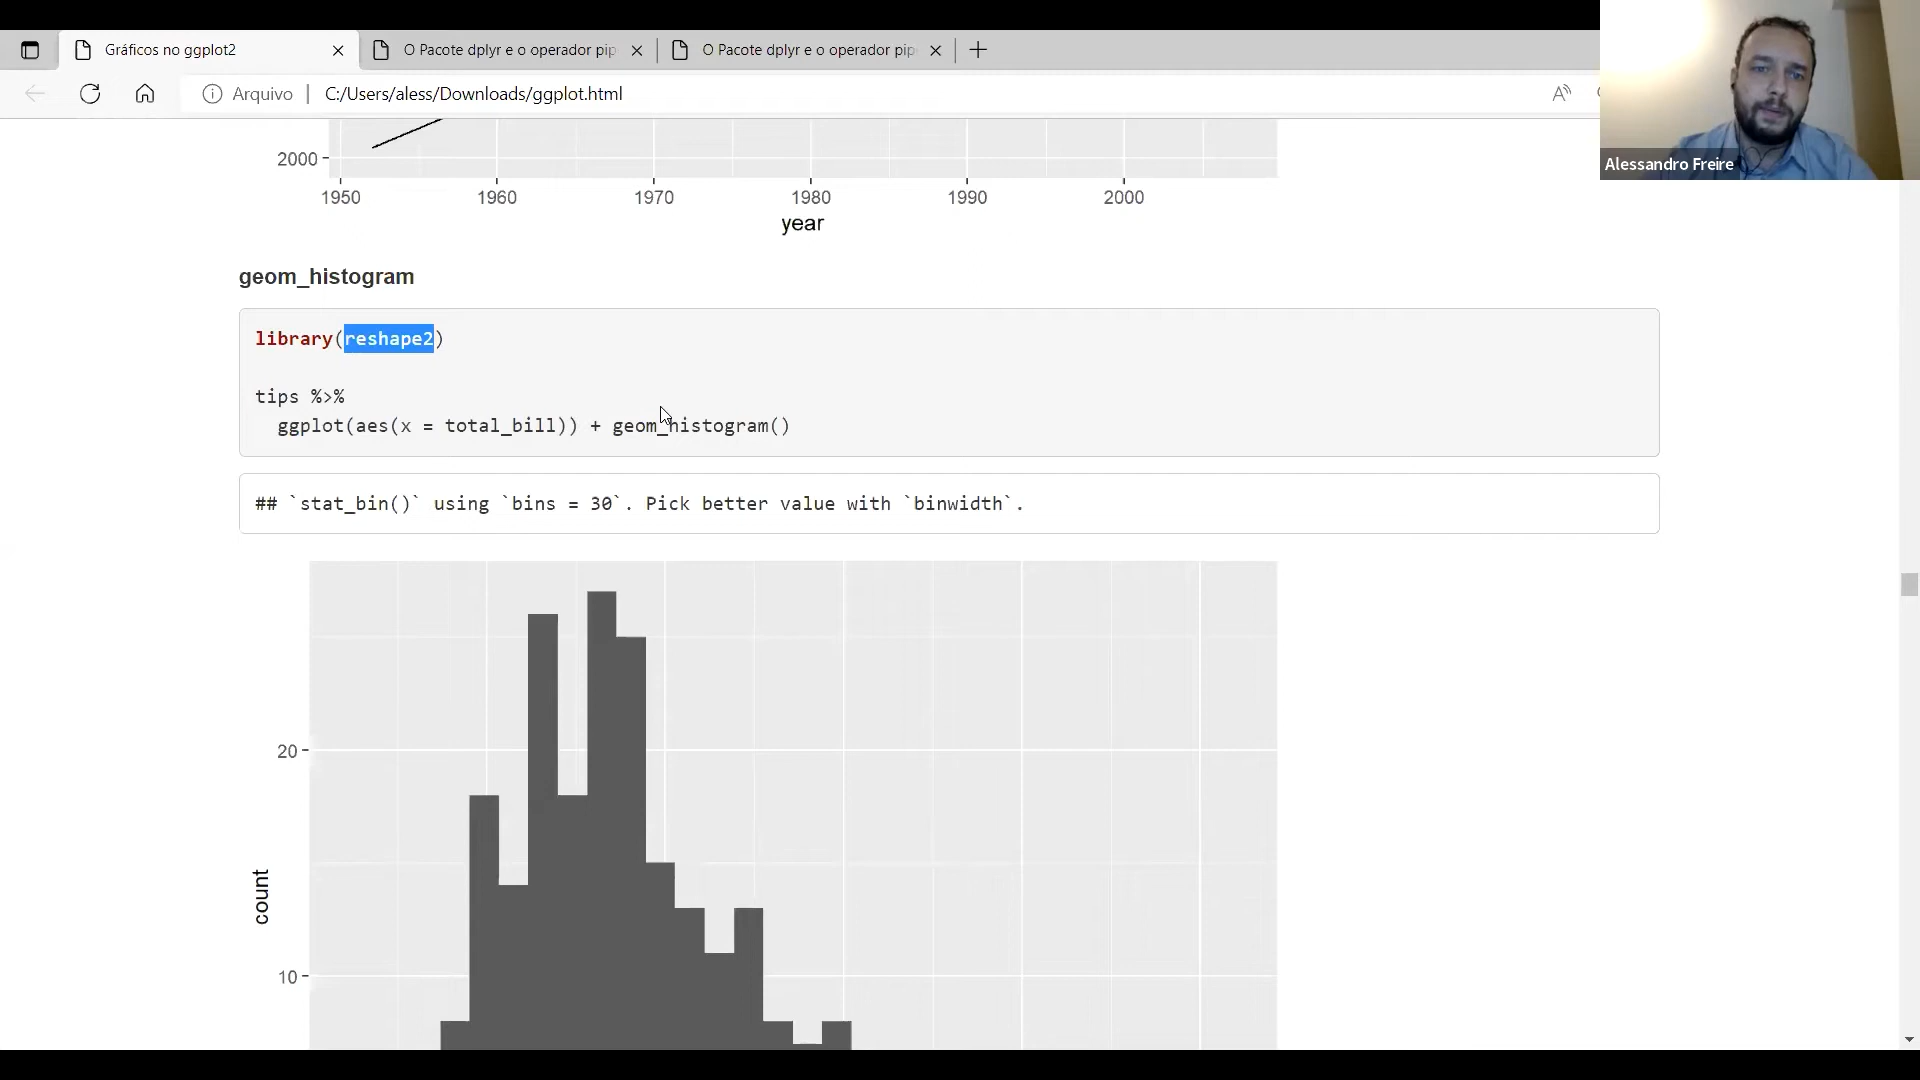 Gráficos no ggplot2
O Pacote dplyr e o operador pip
O Pacote dplyr e o operador pip
Arquivo
C:/Users/aless/Downloads/ggplot.html
Alessandro Freire
2000
1950 1960 1970 1980 1990 2000
year
geom_histogram
library(reshape2)
tips %>%
ggplot(aes(x = total_bill)) + geom_histogram()
## `stat_bin()` using `bins = 30`. Pick better value with `binwidth`.
20
count
10